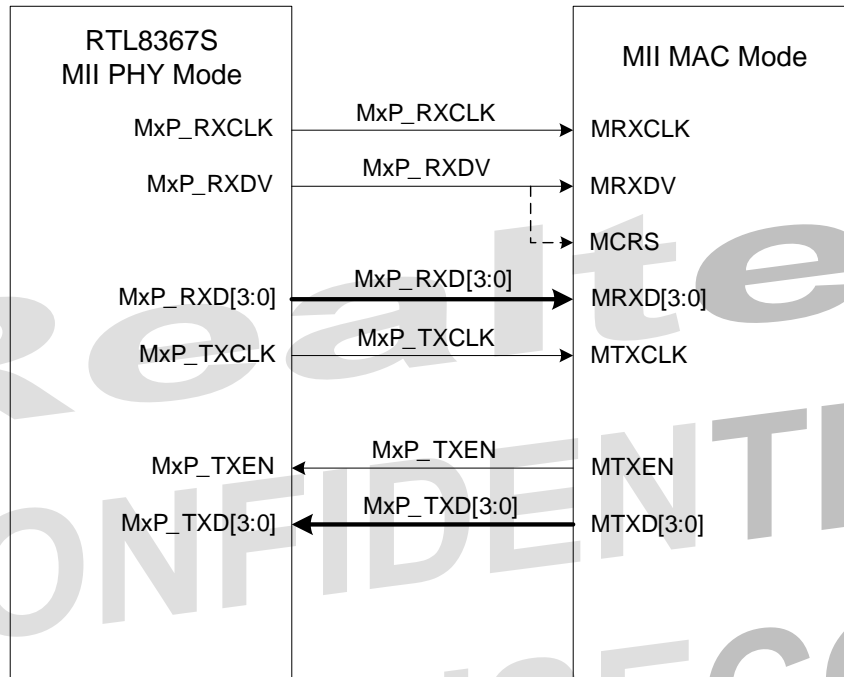 RTL8367S
MII PHY Mode
MII MAC Mode
MxP_RXCLK
MxP_RXCLK
MRXCLK
MxP_RXDV
MxP_RXDV
MRXDV
MCRS
MxP_RXD[3:0]
MxP_RXD[3:0]
MRXD[3:0]
MxP_TXCLK
MxP_TXCLK
MTXCLK
MxP_TXEN
MxP_TXEN
MTXEN
MxP_TXD[3:0]
MxP_TXD[3:0]
MTXD[3:0]
Realte
ONFIDENTI